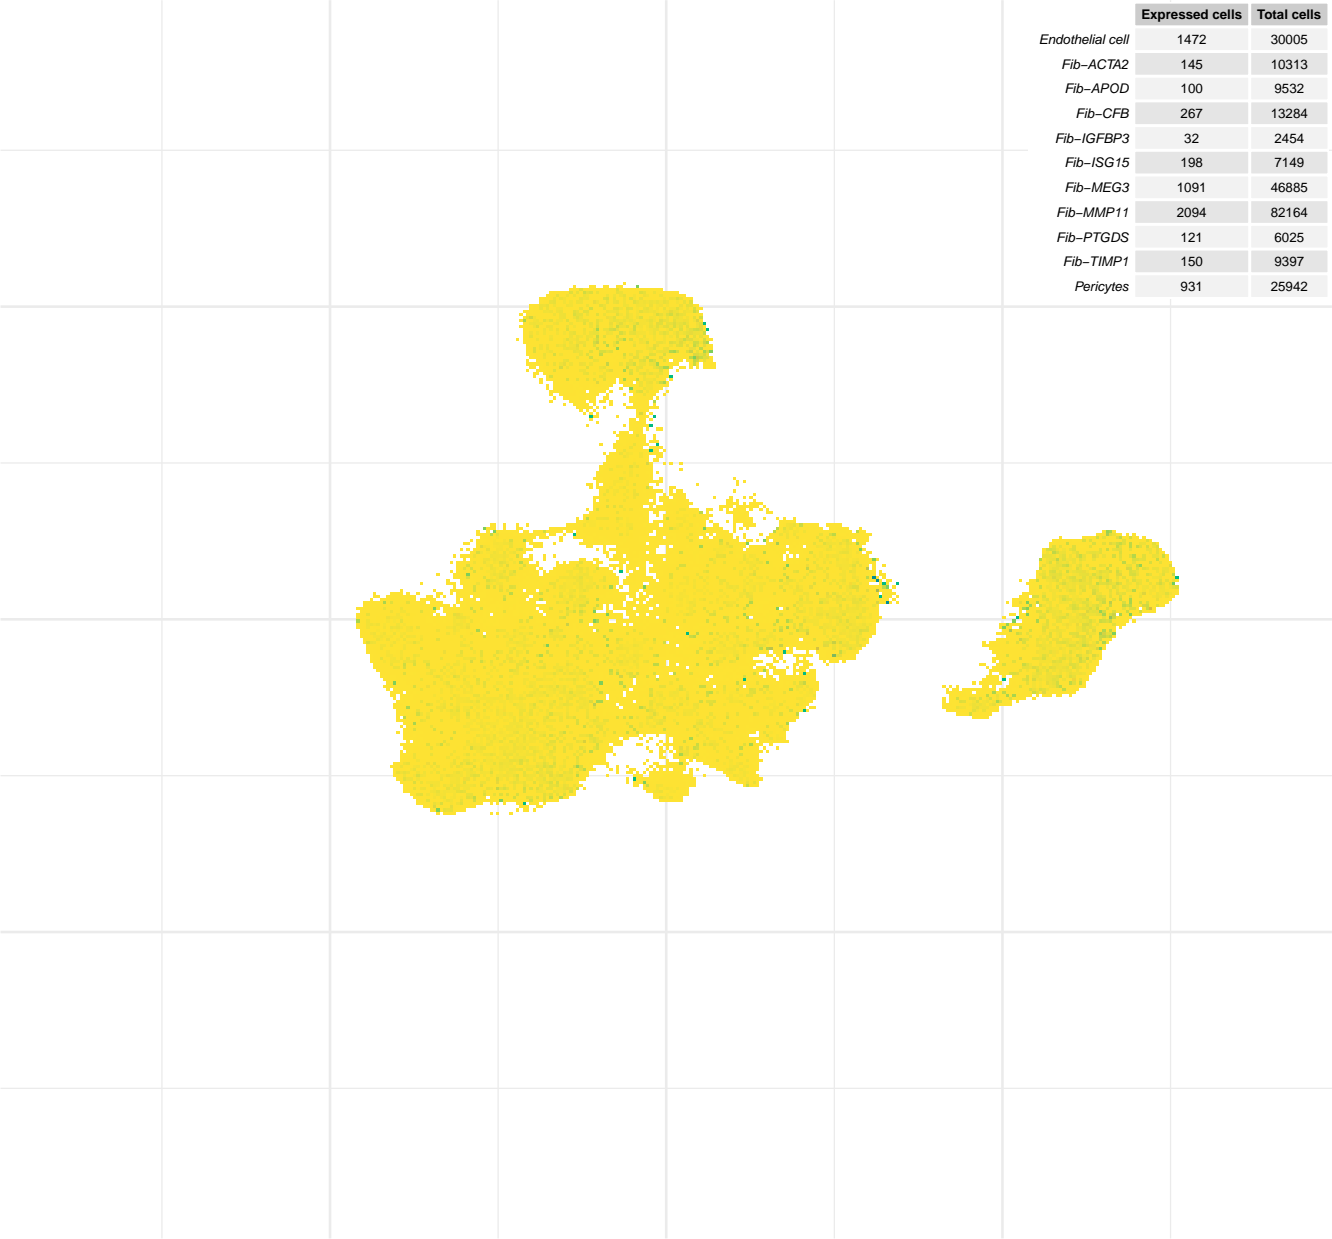 Expressed cells Total cells
Endothelial cell 1472 30005
Fib−ACTA2 145 10313
Fib−APOD 100 9532
Fib−CFB 267 13284
Fib−IGFBP3 32 2454
Fib−ISG15 198 7149
Fib−MEG3 1091 46885
Fib−MMP11 2094 82164
Fib−PTGDS 121 6025
Fib−TIMP1 150 9397
Pericytes 931 25942